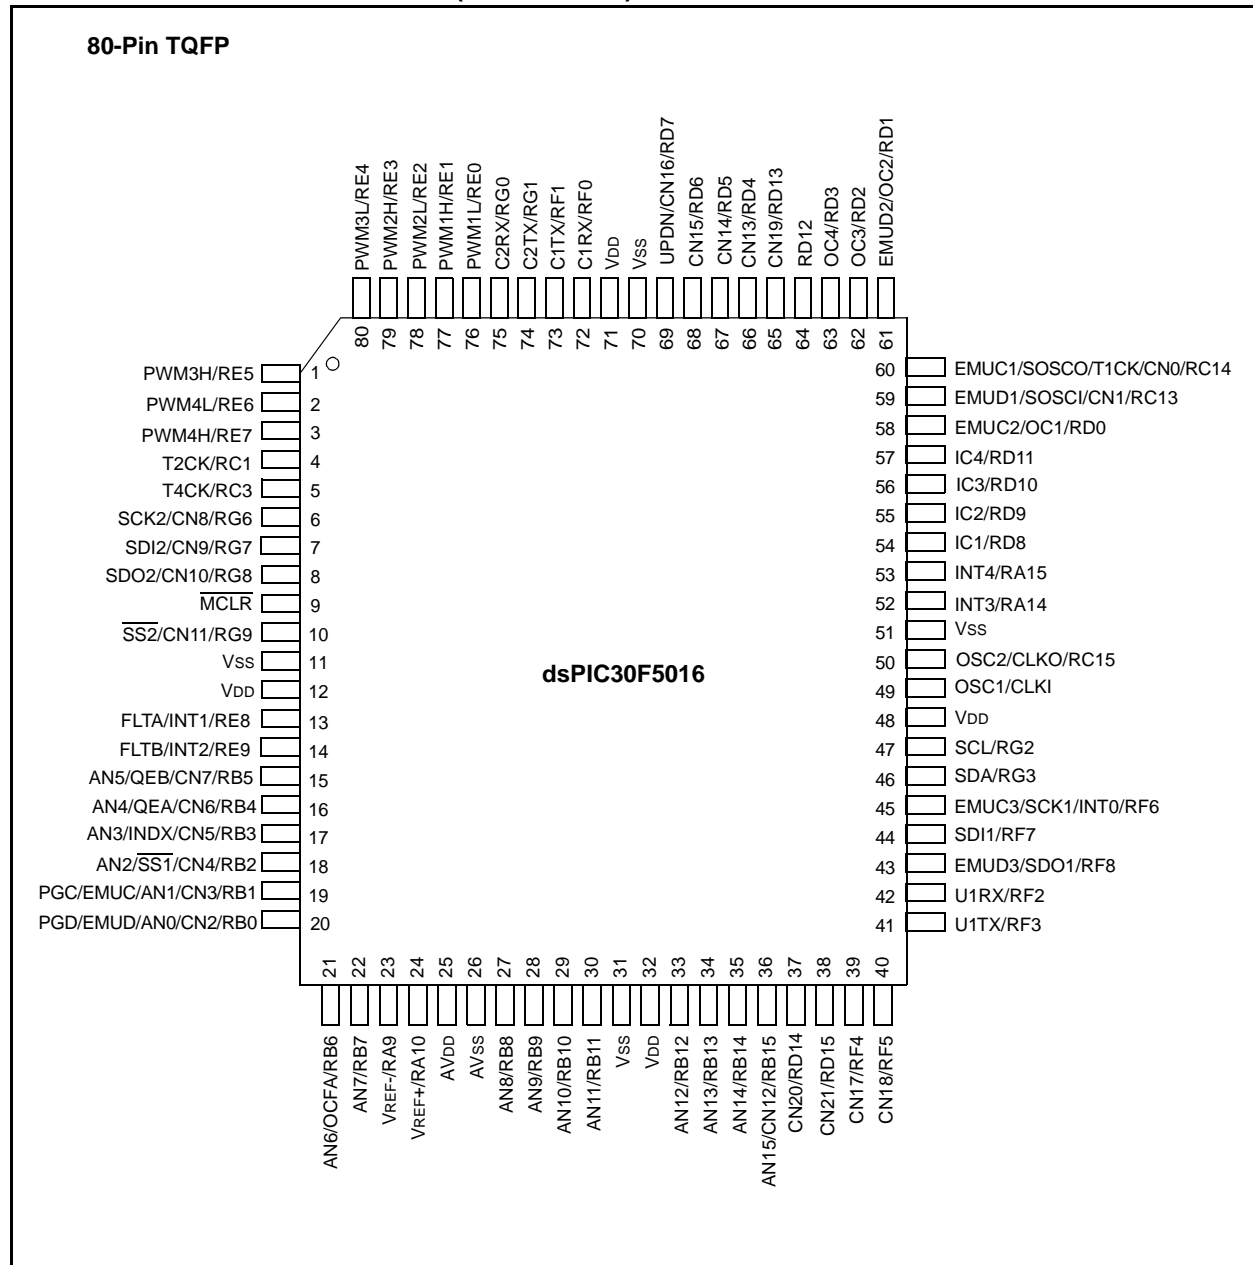 80-Pin TQFP
PWM3L/RE4
PWM2H/RE3
PWM2L/RE2
PWM1H/RE1
PWM1L/RE0
C2RX/RG0
C2TX/RG1
C1TX/RF1
C1RX/RF0
VDD
VSS
UPDN/CN16/RD7
CN15/RD6
CN14/RD5
CN13/RD4
CN19/RD13
RD12
OC4/RD3
OC3/RD2
EMUD2/OC2/RD1
80 79 78 77 76 75 74 73 72 71 70 69 68 67 66 65 64 63 62 61
PWM3H/RE5 1
PWM4L/RE6 2
PWM4H/RE7 3
T2CK/RC1 4
T4CK/RC3 5
SCK2/CN8/RG6 6
SDI2/CN9/RG7 7
SDO2/CN10/RG8 8
MCLR 9
SS2/CN11/RG9 10
VSS 11
VDD 12
FLTA/INT1/RE8 13
FLTB/INT2/RE9 14
AN5/QEB/CN7/RB5 15
AN4/QEA/CN6/RB4 16
AN3/INDX/CN5/RB3 17
AN2/SS1/CN4/RB2 18
PGC/EMUC/AN1/CN3/RB1 19
PGD/EMUD/AN0/CN2/RB0 20
dsPIC30F5016
60 EMUC1/SOSCO/T1CK/CN0/RC14
59 EMUD1/SOSCI/CN1/RC13
58 EMUC2/OC1/RD0
57 IC4/RD11
56 IC3/RD10
55 IC2/RD9
54 IC1/RD8
53 INT4/RA15
52 INT3/RA14
51 VSS
50 OSC2/CLKO/RC15
49 OSC1/CLKI
48 VDD
47 SCL/RG2
46 SDA/RG3
45 EMUC3/SCK1/INT0/RF6
44 SDI1/RF7
43 EMUD3/SDO1/RF8
42 U1RX/RF2
41 U1TX/RF3
21 22 23 24 25 26 27 28 29 30 31 32 33 34 35 36 37 38 39 40
AN6/OCFA/RB6
AN7/RB7
VREF-/RA9
VREF+/RA10
AVDD
AVSS
AN8/RB8
AN9/RB9
AN10/RB10
AN11/RB11
VSS
VDD
AN12/RB12
AN13/RB13
AN14/RB14
AN15/CN12/RB15
CN20/RD14
CN21/RD15
CN17/RF4
CN18/RF5